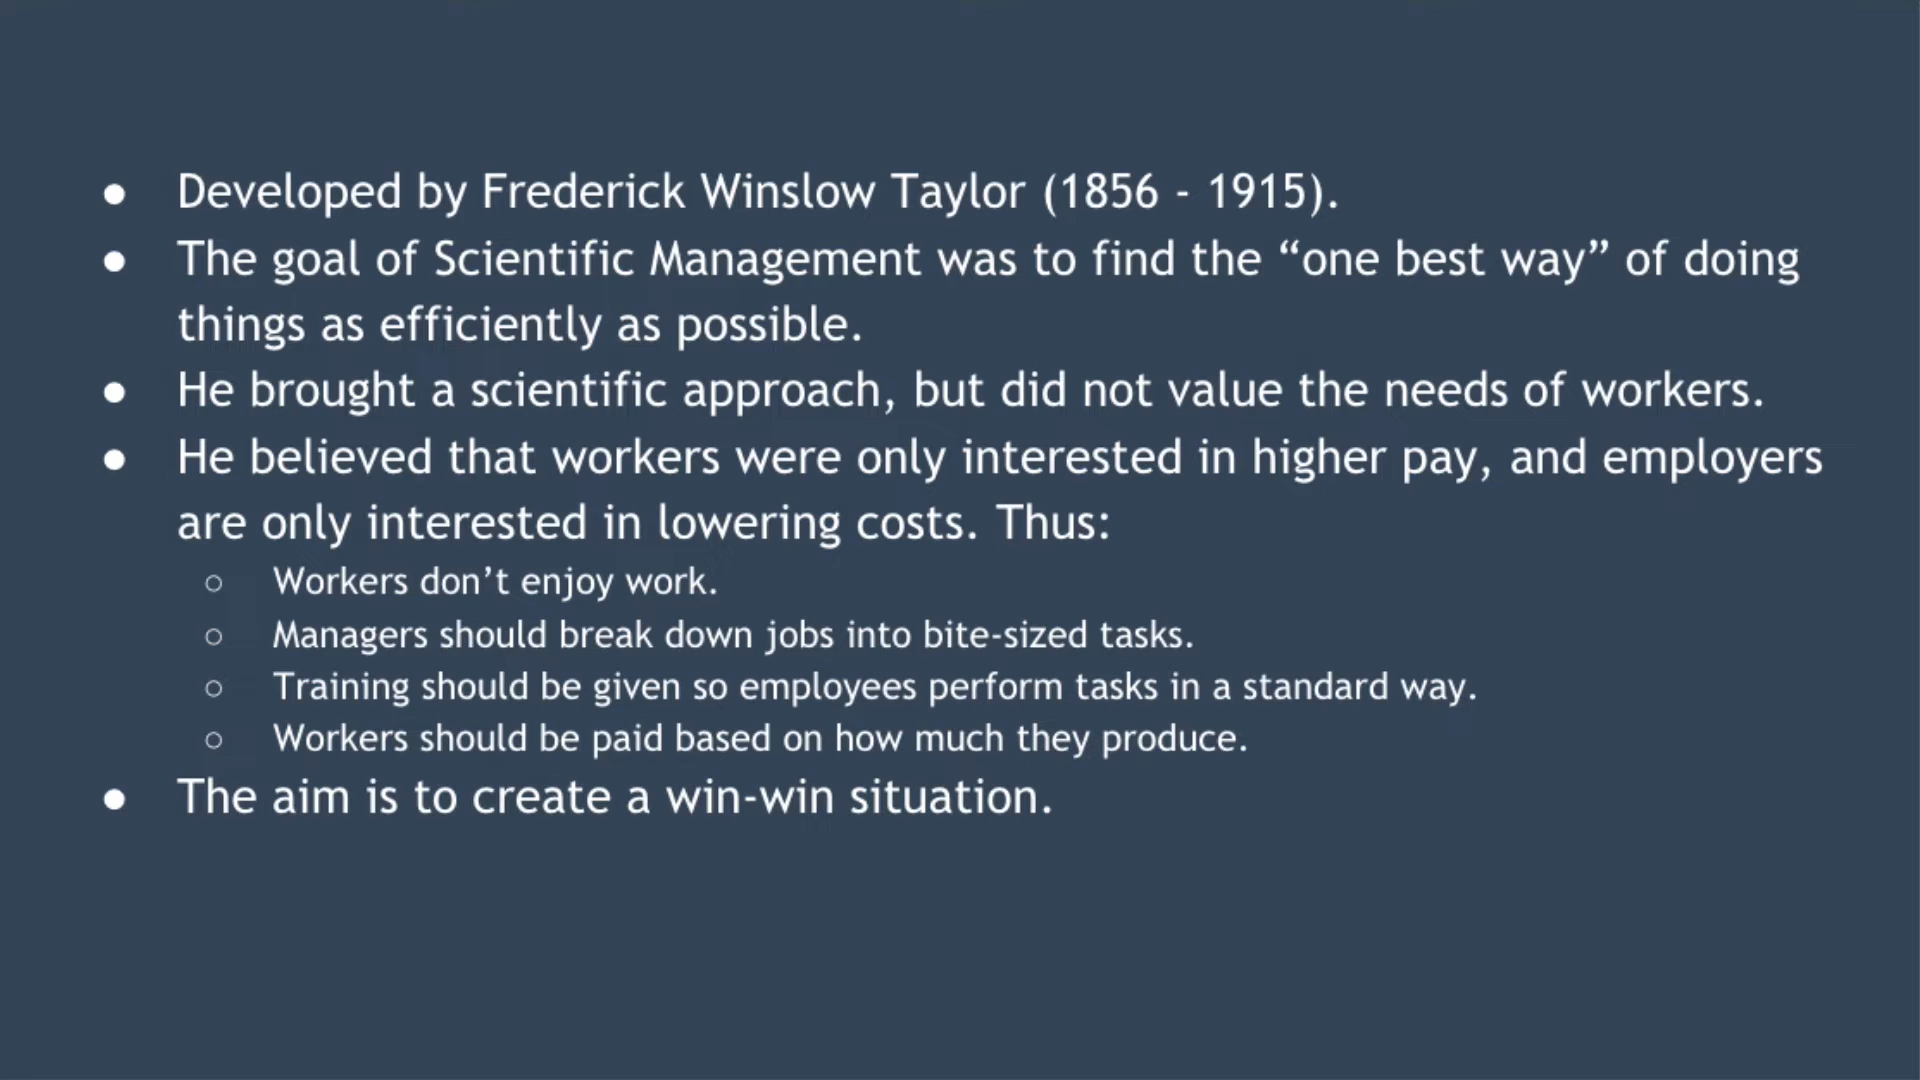 ● Developed by Frederick Winslow Taylor (1856 - 1915).
● The goal of Scientific Management was to find the “one best way” of doing
things as efficiently as possible.
● He brought a scientific approach, but did not value the needs of workers.
● He believed that workers were only interested in higher pay, and employers
are only interested in lowering costs. Thus:
○ Workers don’t enjoy work.
○ Managers should break down jobs into bite-sized tasks.
○ Training should be given so employees perform tasks in a standard way.
○ Workers should be paid based on how much they produce.
● The aim is to create a win-win situation.